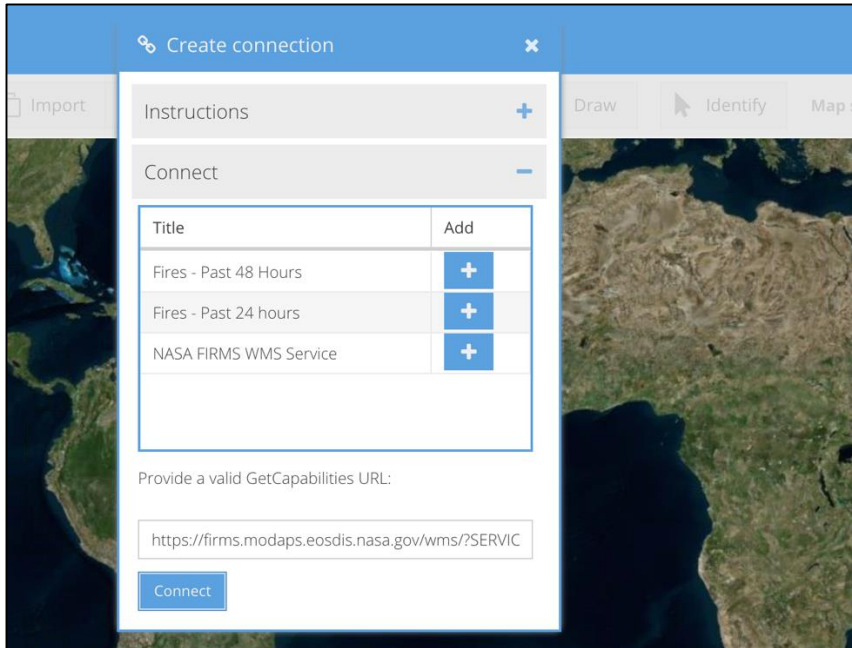 Create connection
Import
Draw
Identify
Map
Instructions
Connect
Title Add
Fires - Past 48 Hours
Fires - Past 24 hours
NASA FIRMS WMS Service
Provide a valid GetCapabilities URL:
https://firms.modaps.eosdis.nasa.gov/wms/?SERVIC
Connect